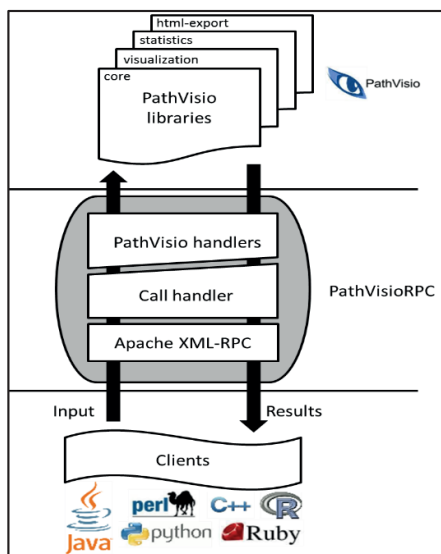 html-export
statistics
visualization
core
PathVisio
libraries
PathVisio
PathVisio handlers
Call handler
Apache XML-RPC
PathVisioRPC
Input
Results
Clients
Java
perl
C++
R
python
Ruby